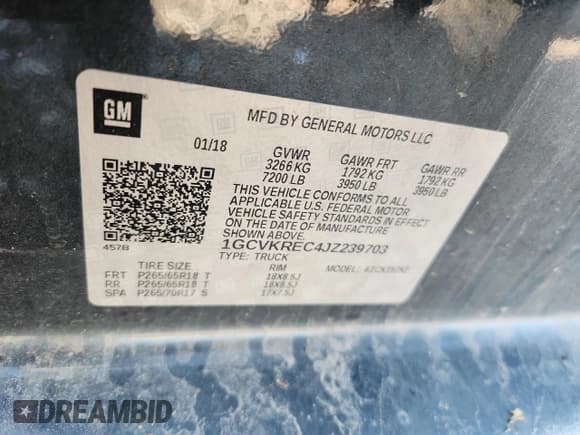 GM
MFD BY GENERAL MOTORS LLC
01/18
GVWR GAWR FRT GAWR RR
3266 KG 1792 KG 1792 KG
7200 LB 3950 LB 3950 LB
THIS VEHICLE CONFORMS TO ALL
APPLICABLE U.S. FEDERAL MOTOR
VEHICLE SAFETY STANDARDS IN EFFECT
ON THE DATE OF MANUFACTURE
SHOWN ABOVE.
1GCVKREC4JZ239703
TYPE: TRUCK MODEL:
457B
TIRE SIZE RIM
FRT P265/65R18 T 18X8.5J
RR P265/65R18 T 18X8.5J
SPA P265/70R17 S 17X7.5J
DREAMBID